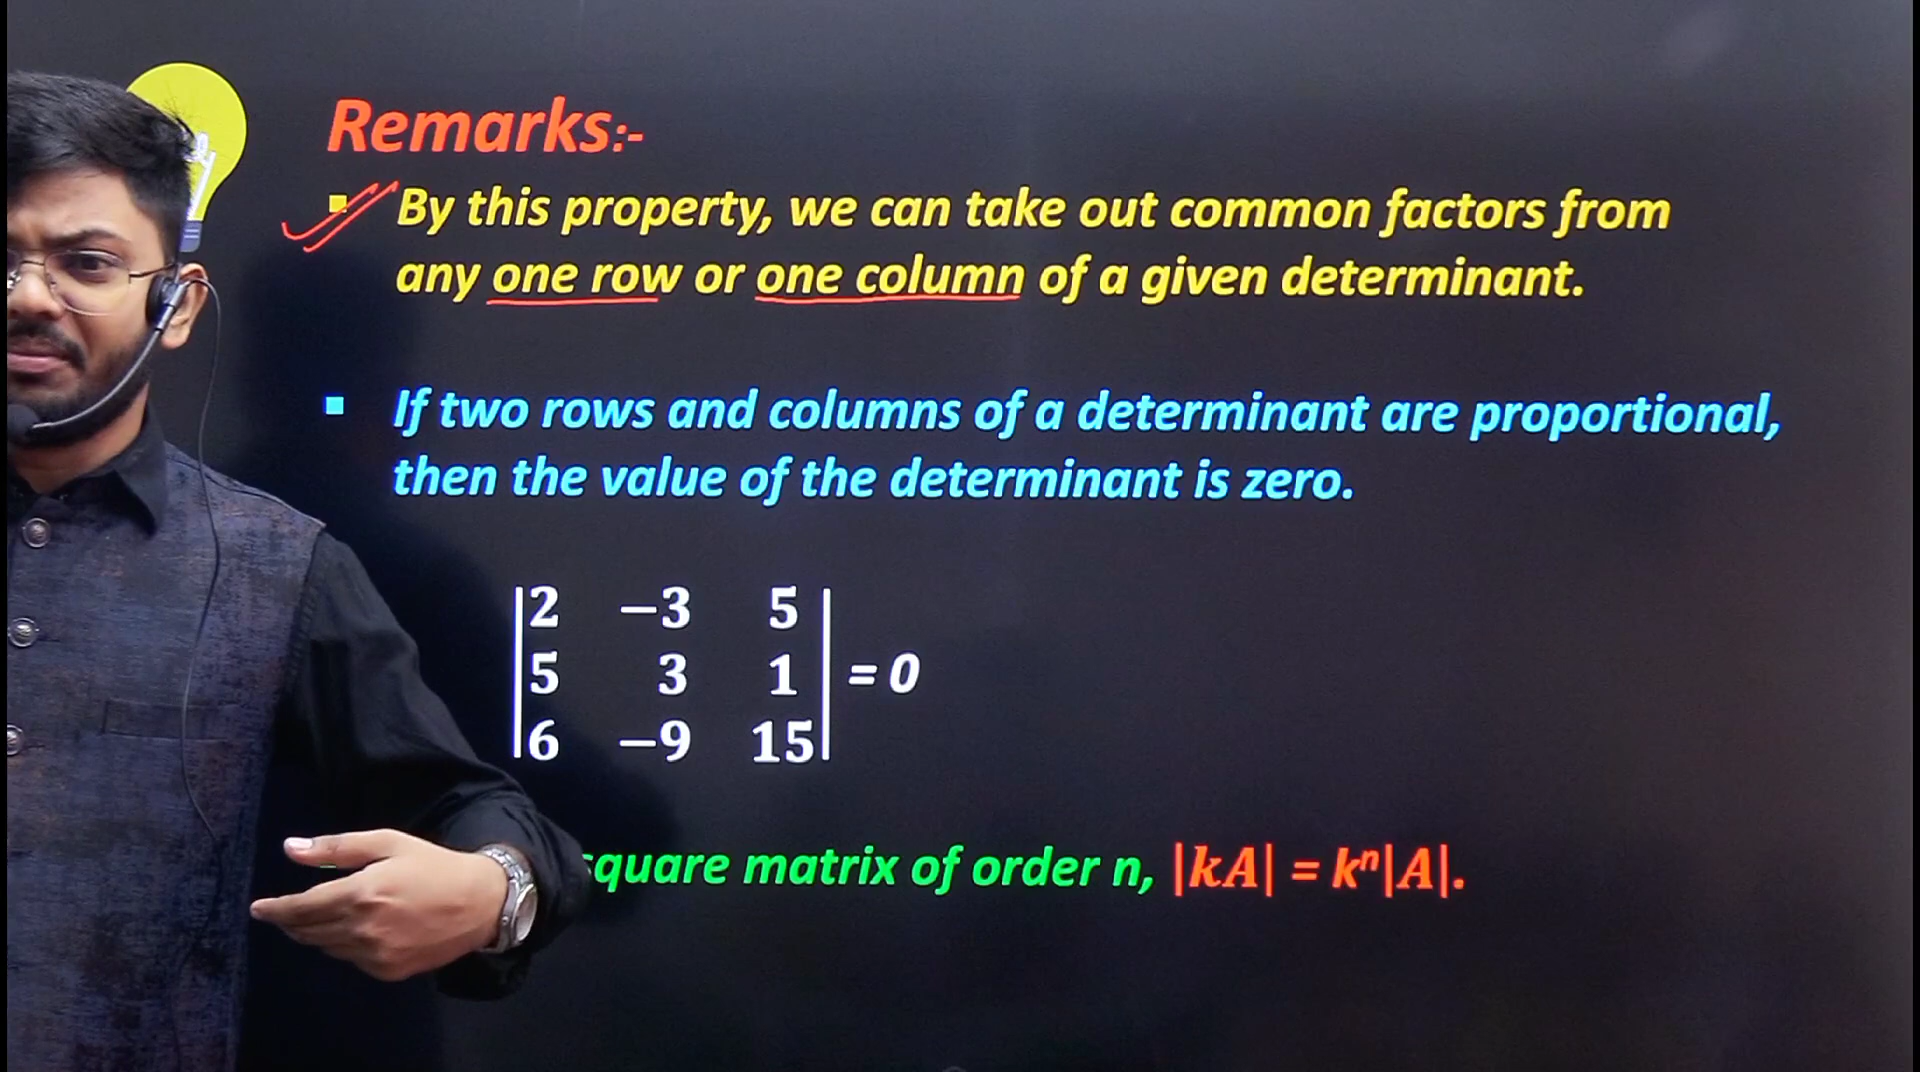 Remarks:-
▪ By this property, we can take out common factors from
any one row or one column of a given determinant.
▪ If two rows and columns of a determinant are proportional,
then the value of the determinant is zero.
|2 −3 5|
|5 3 1| = 0
|6 −9 15|
square matrix of order n, |kA| = kⁿ|A|.